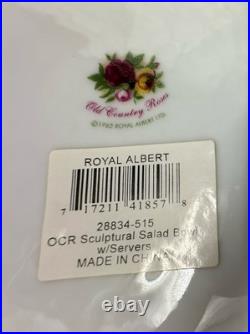 Old Country Roses
© 1962 ROYAL ALBERT LTD
ROYAL ALBERT
7 17211 41857 8
28834-515
OCR Sculptural Salad Bowl
w/Servers
MADE IN CHINA